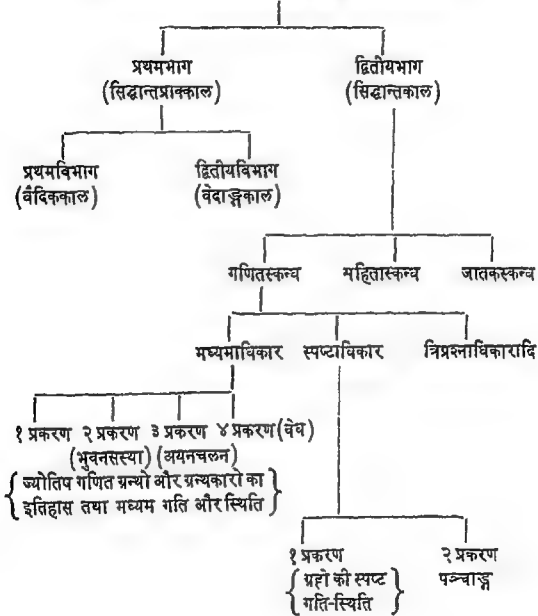 प्रथमभाग द्वितीयभाग
(सिद्धान्तप्राक्काल) (सिद्धान्तकाल)
प्रथमविभाग द्वितीयविभाग
(वैदिककाल) (वेदाङ्गकाल)
गणितस्कन्ध महितास्कन्ध जातकस्कन्ध
मध्यमाधिकार स्पष्टाधिकार त्रिप्रश्नाधिकारादि
१ प्रकरण २ प्रकरण ३ प्रकरण ४ प्रकरण (वेध)
(भुवनसस्या) (अयनचलन)
{ ज्योतिप गणित ग्रन्थो और ग्रन्थकारो का }
इतिहास तथा मध्यम गति और स्थिति
१ प्रकरण २ प्रकरण
{ ग्रहो की स्पष्ट } पञ्चाङ्ग
गति-स्थिति